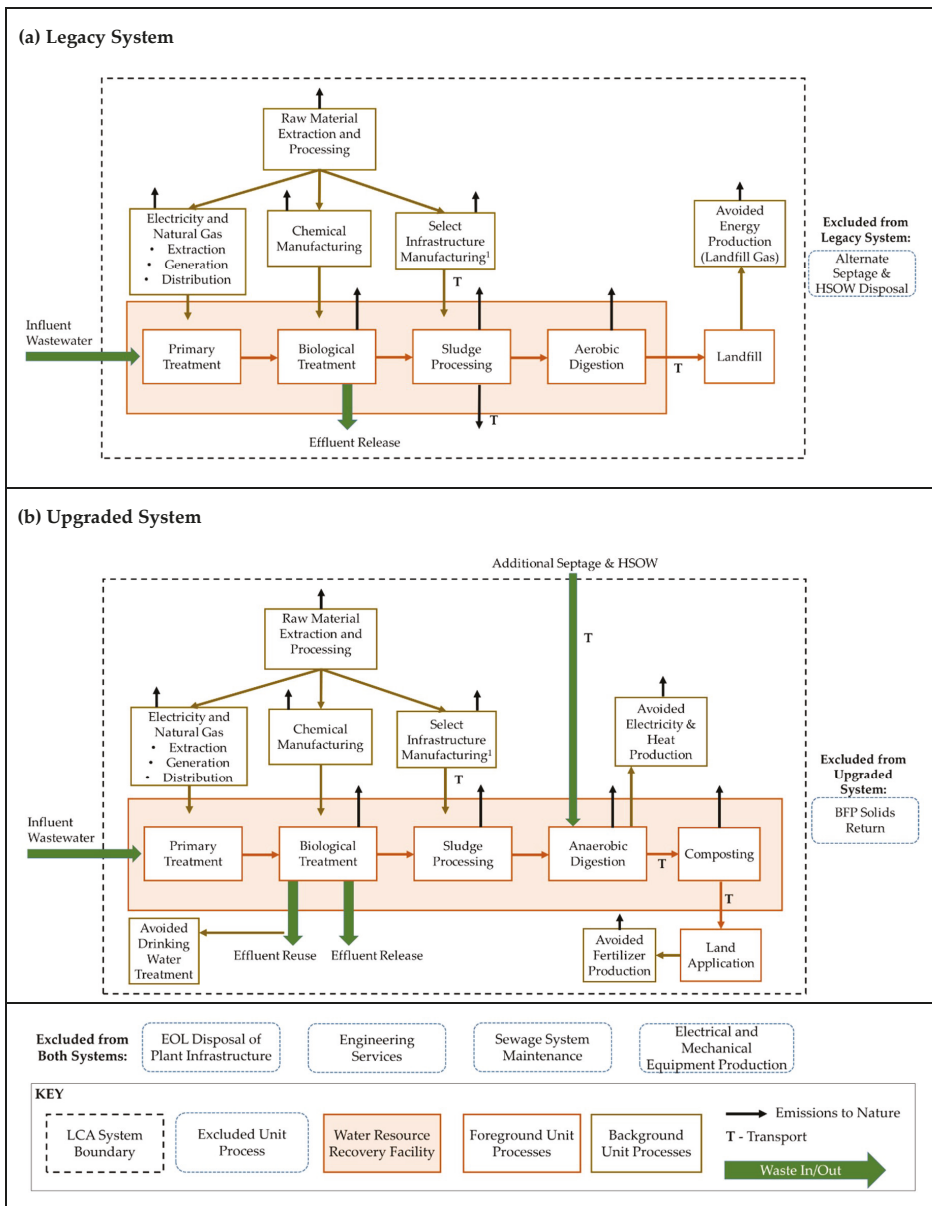 (a) Legacy System
Raw Material
Extraction and
Processing
Electricity and
Natural Gas
• Extraction
• Generation
• Distribution
Chemical
Manufacturing
Select
Infrastructure
Manufacturing1
T
Avoided
Energy
Production
(Landfill Gas)
Excluded from
Legacy System:
Alternate
Septage &
HSOW Disposal
Influent
Wastewater
Primary
Treatment
Biological
Treatment
Sludge
Processing
Aerobic
Digestion
T
Landfill
T
Effluent Release
(b) Upgraded System
Additional Septage & HSOW
T
Raw Material
Extraction and
Processing
Electricity and
Natural Gas
• Extraction
• Generation
• Distribution
Chemical
Manufacturing
Select
Infrastructure
Manufacturing1
T
Avoided
Electricity &
Heat
Production
Excluded from
Upgraded
System:
BFP Solids
Return
Influent
Wastewater
Primary
Treatment
Biological
Treatment
Sludge
Processing
Anaerobic
Digestion
T
Composting
T
Avoided
Drinking
Water
Treatment
Effluent Reuse
Effluent Release
Avoided
Fertilizer
Production
Land
Application
Excluded from
Both Systems:
EOL Disposal of
Plant Infrastructure
Engineering
Services
Sewage System
Maintenance
Electrical and
Mechanical
Equipment Production
KEY
LCA System
Boundary
Excluded Unit
Process
Water Resource
Recovery Facility
Foreground Unit
Processes
Background
Unit Processes
Emissions to Nature
T - Transport
Waste In/Out